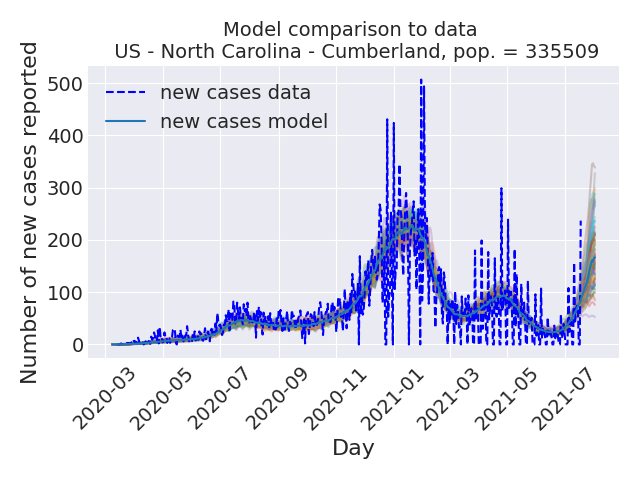 Model comparison to data
US - North Carolina - Cumberland, pop. = 335509
Number of new cases reported
500
400
300
200
100
0
new cases data
new cases model
2020-03
2020-05
2020-07
2020-09
2020-11
2021-01
2021-03
2021-05
2021-07
Day